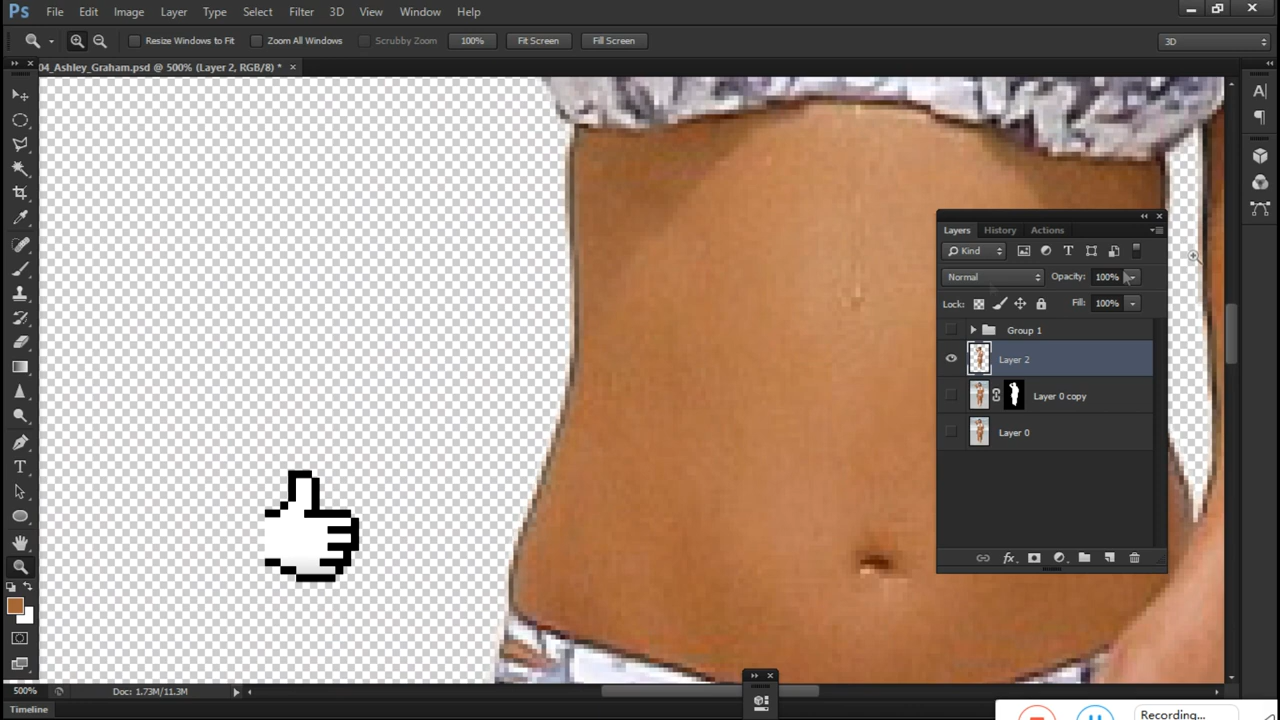 Ps File Edit Image Layer Type Select Filter 3D View Window Help
Resize Windows to Fit Zoom All Windows Scrubby Zoom 100% Fit Screen Fill Screen 3D
04_Ashley_Graham.psd @ 500% (Layer 2, RGB/8) * ×
Layers History Actions
Kind
Normal Opacity: 100%
Lock: Fill: 100%
Group 1
Layer 2
Layer 0 copy
Layer 0
fx
500% Doc: 1.73M/11.3M
Timeline
Recording...